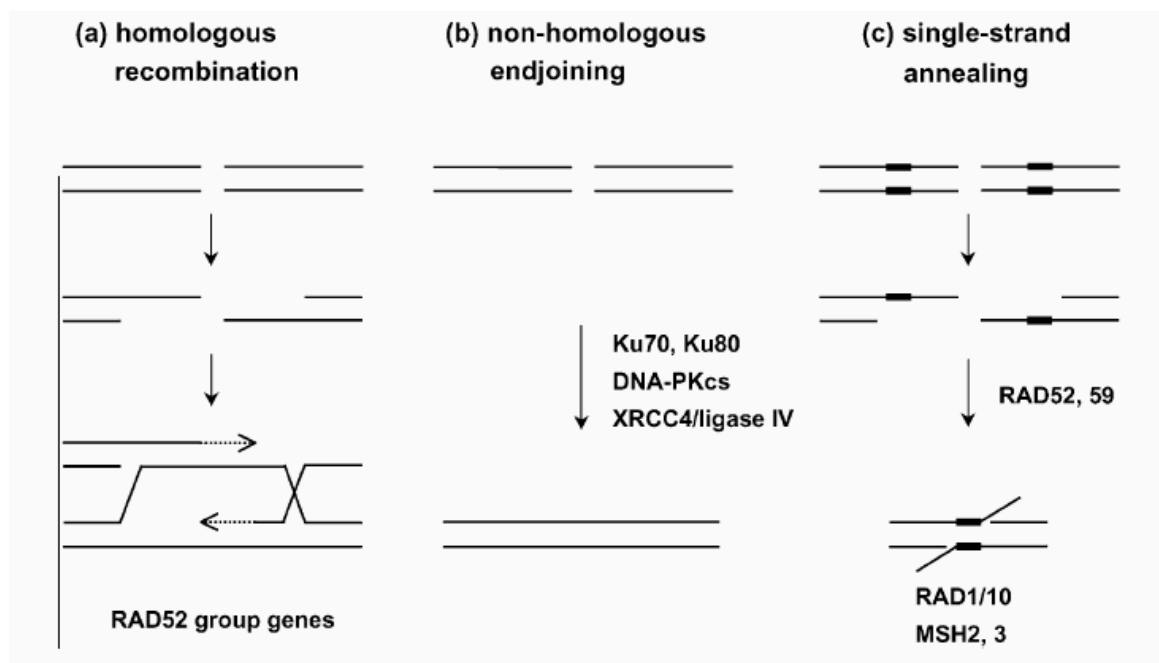 (a) homologous
recombination
(b) non-homologous
endjoining
(c) single-strand
annealing
Ku70, Ku80
DNA-PKcs
XRCC4/ligase IV
RAD52, 59
RAD52 group genes
RAD1/10
MSH2, 3